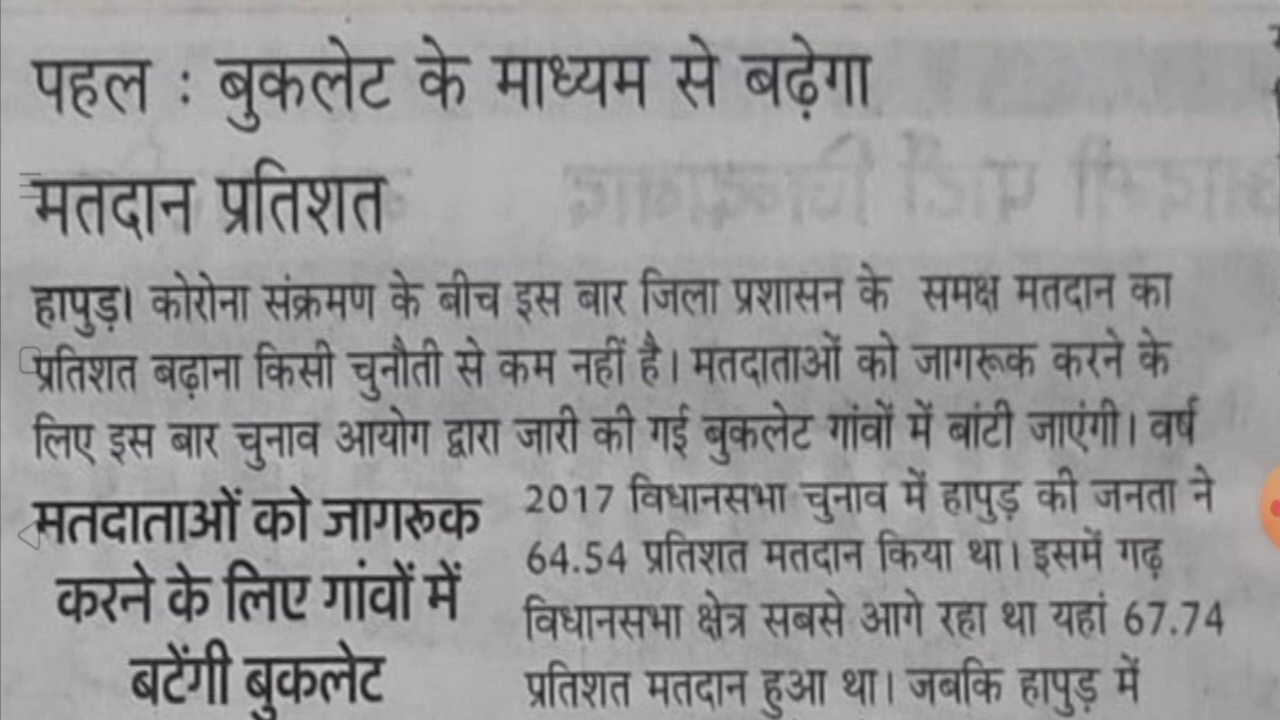 पहल : बुकलेट के माध्यम से बढ़ेगा
मतदान प्रतिशत
हापुड़। कोरोना संक्रमण के बीच इस बार जिला प्रशासन के समक्ष मतदान का
प्रतिशत बढ़ाना किसी चुनौती से कम नहीं है। मतदाताओं को जागरूक करने के
लिए इस बार चुनाव आयोग द्वारा जारी की गई बुकलेट गांवों में बांटी जाएंगी। वर्ष
2017 विधानसभा चुनाव में हापुड़ की जनता ने
64.54 प्रतिशत मतदान किया था। इसमें गढ़
विधानसभा क्षेत्र सबसे आगे रहा था यहां 67.74
प्रतिशत मतदान हुआ था। जबकि हापुड़ में
मतदाताओं को जागरूक
करने के लिए गांवों में
बटेंगी बुकलेट